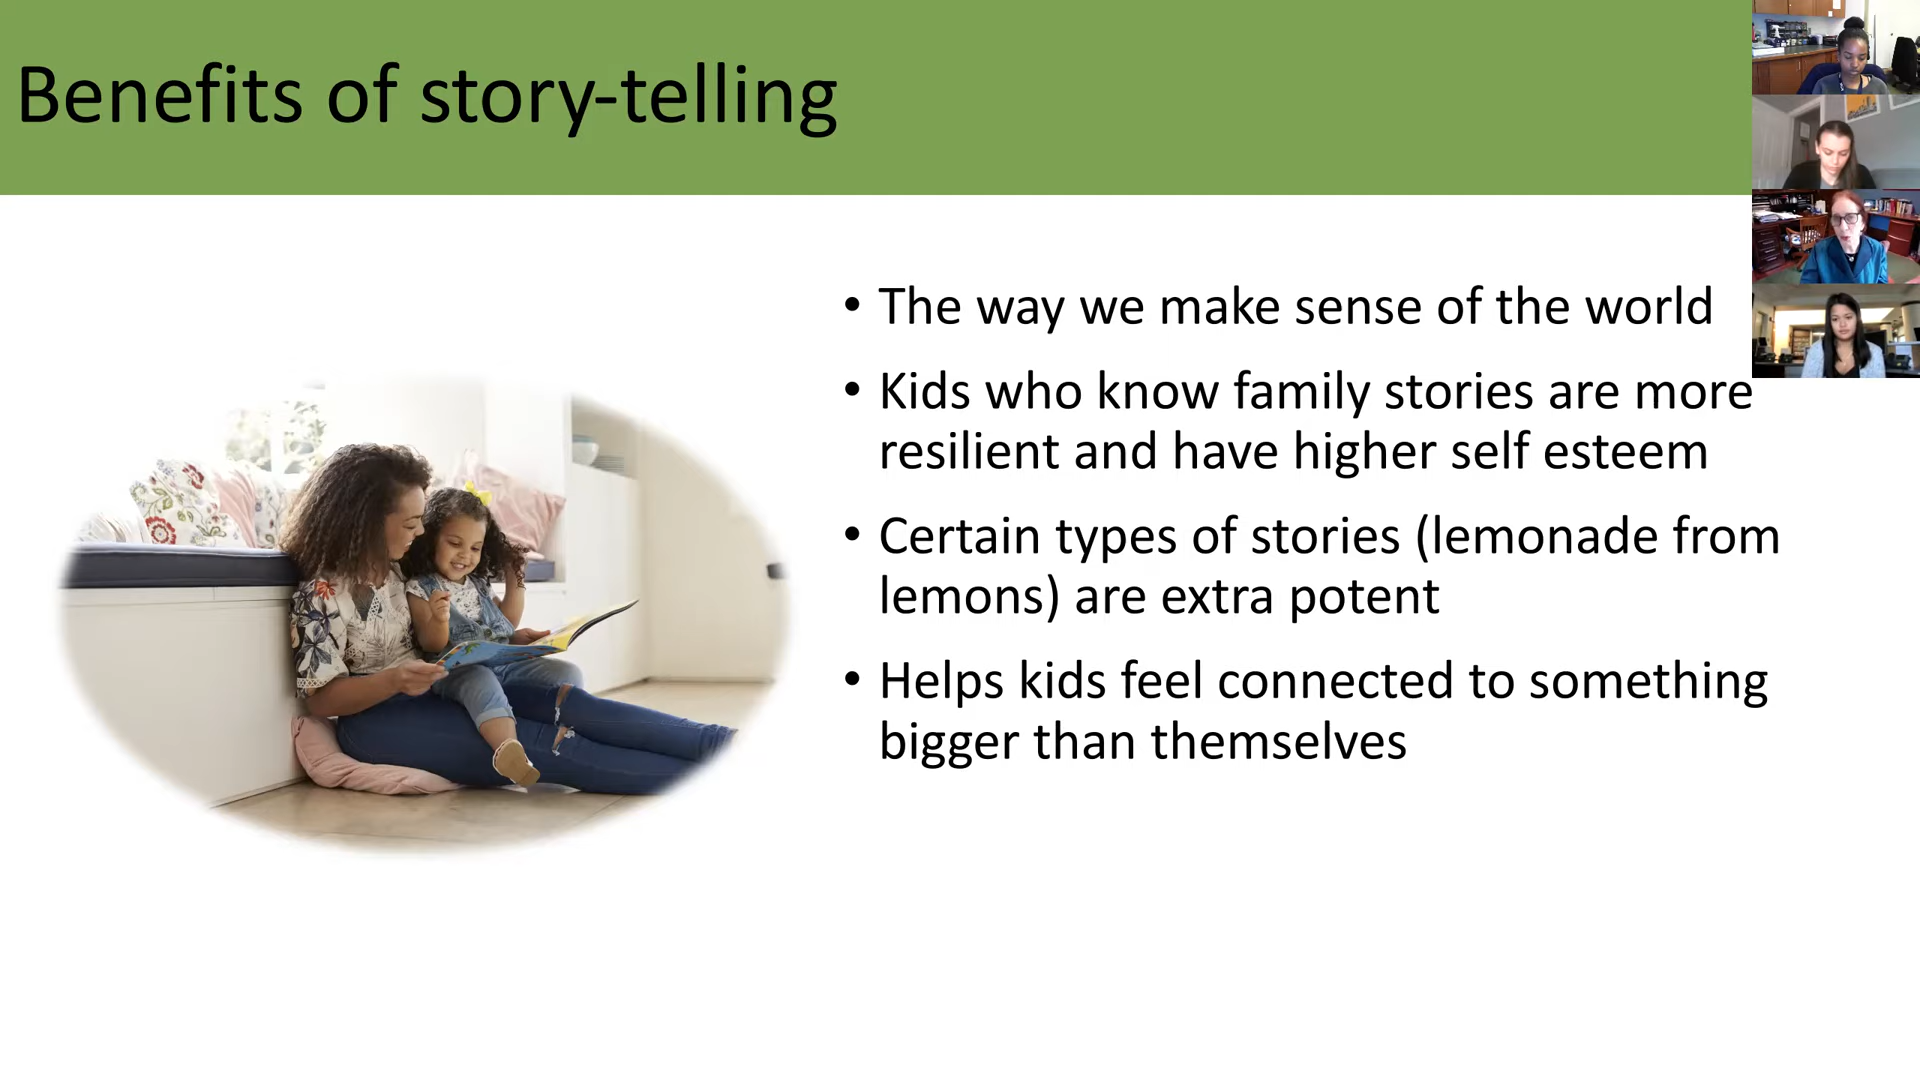 Benefits of story-telling
• The way we make sense of the world
• Kids who know family stories are more
resilient and have higher self esteem
• Certain types of stories (lemonade from
lemons) are extra potent
• Helps kids feel connected to something
bigger than themselves